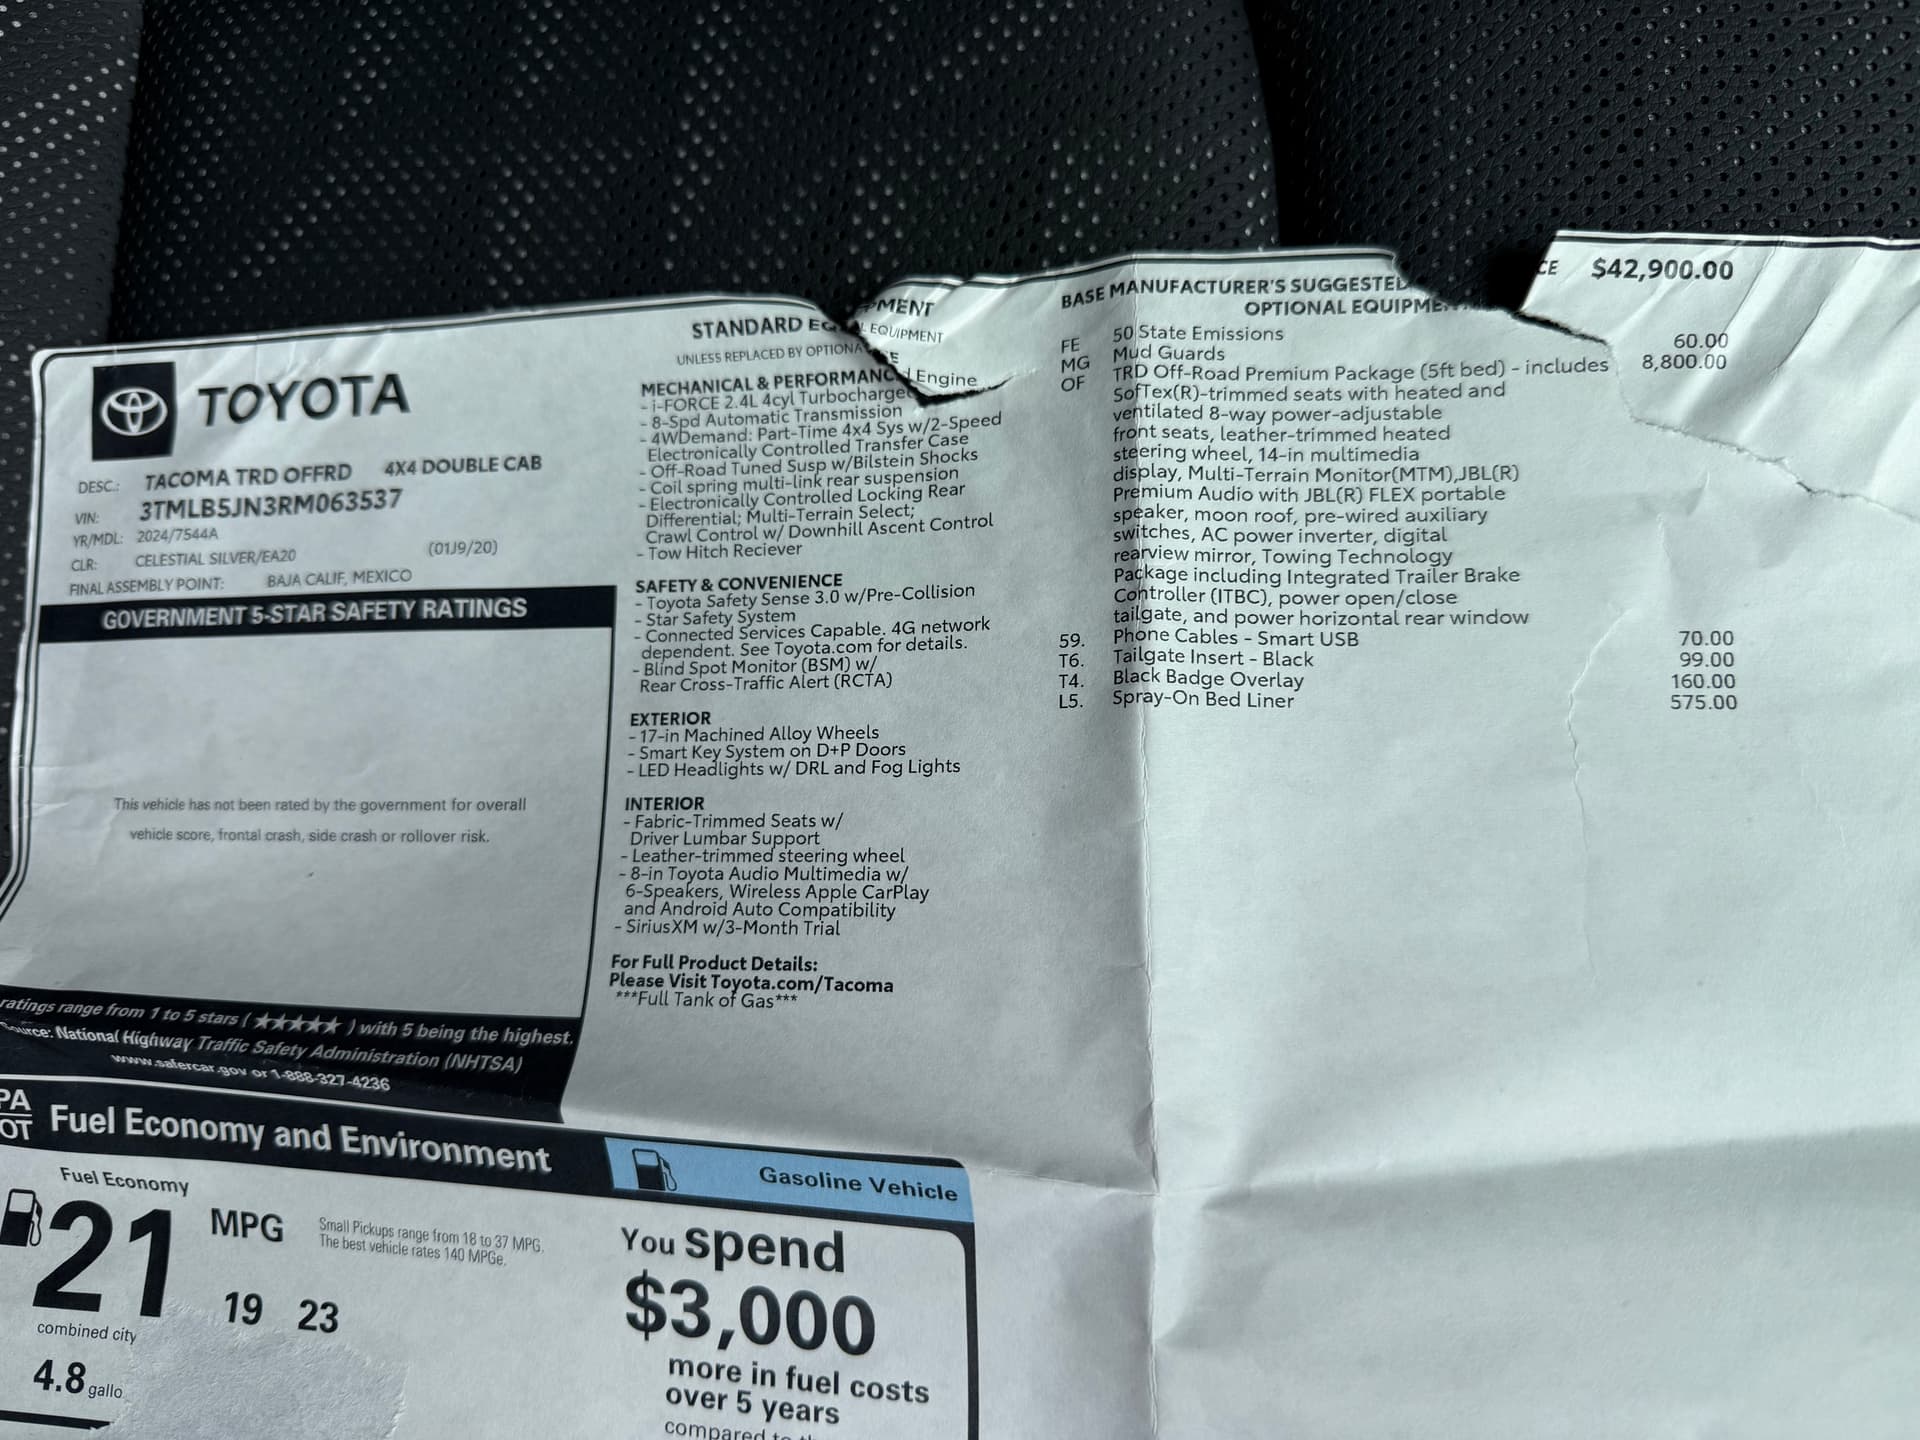 TOYOTA
DESC.: TACOMA TRD OFFRD 4X4 DOUBLE CAB
VIN: 3TMLB5JN3RM063537
YR/MDL: 2024/7544A
CLR: CELESTIAL SILVER/EA20 (01J9/20)
FINAL ASSEMBLY POINT: BAJA CALIF, MEXICO
GOVERNMENT 5-STAR SAFETY RATINGS
This vehicle has not been rated by the government for overall
vehicle score, frontal crash, side crash or rollover risk.
ratings range from 1 to 5 stars (★★★★★) with 5 being the highest.
Source: National Highway Traffic Safety Administration (NHTSA)
www.safercar.gov or 1-888-327-4236
STANDARD EQ PMENT
UNLESS REPLACED BY OPTIONAL EQUIPMENT
MECHANICAL & PERFORMANCE
- i-FORCE 2.4L 4cyl Turbocharged Engine
- 8-Spd Automatic Transmission
- 4WDemand: Part-Time 4x4 Sys w/2-Speed
Electronically Controlled Transfer Case
- Off-Road Tuned Susp w/Bilstein Shocks
- Coil spring multi-link rear suspension
- Electronically Controlled Locking Rear
Differential; Multi-Terrain Select;
Crawl Control w/ Downhill Ascent Control
- Tow Hitch Reciever
SAFETY & CONVENIENCE
- Toyota Safety Sense 3.0 w/Pre-Collision
- Star Safety System
- Connected Services Capable. 4G network
dependent. See Toyota.com for details.
- Blind Spot Monitor (BSM) w/
Rear Cross-Traffic Alert (RCTA)
EXTERIOR
- 17-in Machined Alloy Wheels
- Smart Key System on D+P Doors
- LED Headlights w/ DRL and Fog Lights
INTERIOR
- Fabric-Trimmed Seats w/
Driver Lumbar Support
- Leather-trimmed steering wheel
- 8-in Toyota Audio Multimedia w/
6-Speakers, Wireless Apple CarPlay
and Android Auto Compatibility
- SiriusXM w/3-Month Trial
For Full Product Details:
Please Visit Toyota.com/Tacoma
***Full Tank of Gas***
BASE MANUFACTURER'S SUGGESTED CE $42,900.00
OPTIONAL EQUIPME
FE 50 State Emissions
MG Mud Guards 60.00
OF TRD Off-Road Premium Package (5ft bed) - includes 8,800.00
SofTex(R)-trimmed seats with heated and
ventilated 8-way power-adjustable
front seats, leather-trimmed heated
steering wheel, 14-in multimedia
display, Multi-Terrain Monitor(MTM),JBL(R)
Premium Audio with JBL(R) FLEX portable
speaker, moon roof, pre-wired auxiliary
switches, AC power inverter, digital
rearview mirror, Towing Technology
Package including Integrated Trailer Brake
Controller (ITBC), power open/close
tailgate, and power horizontal rear window
59. Phone Cables - Smart USB 70.00
T6. Tailgate Insert - Black 99.00
T4. Black Badge Overlay 160.00
L5. Spray-On Bed Liner 575.00
PA
OT
Fuel Economy and Environment
Gasoline Vehicle
Fuel Economy
21 MPG
Small Pickups range from 18 to 37 MPG.
The best vehicle rates 140 MPGe.
19 23
combined city
4.8 gallo
You spend
$3,000
more in fuel costs
over 5 years
compared to